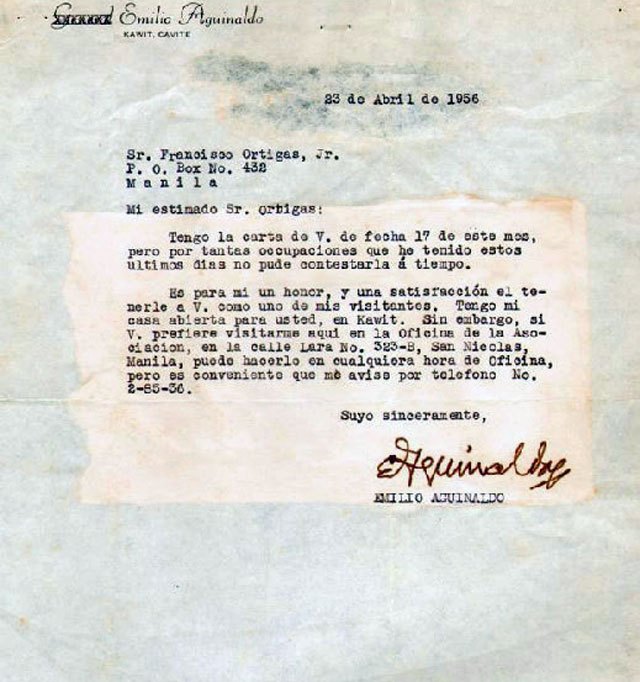 General Emilio Aguinaldo
KAWIT, CAVITE
23 de Abril de 1956
Sr. Francisco Ortigas, Jr.
P. O. Box No. 432
M a n i l a
Mi estimado Sr. Ortigas:
Tengo la carta de V. de fecha 17 de este mes,
pero por tantas occupaciones que he tenido estos
ultimos dias no pude contestarla á tiempo.
Es para mi un honor, y una satisfacción el te-
nerle a V. como uno de mis visitantes. Tengo mi
casa abierta para usted, en Kawit. Sin embargo, si
V. prefiere visitarme aqui en la Oficina de la Aso-
ciacion, en la calle Lara No. 323-B, San Nicolas,
Manila, puede hacerlo en cualquiera hora de Oficina,
pero es conveniente que me avise por telefono No.
2-85-36.
Suyo sinceramente,
EAguinaldo
EMILIO AGUINALDO